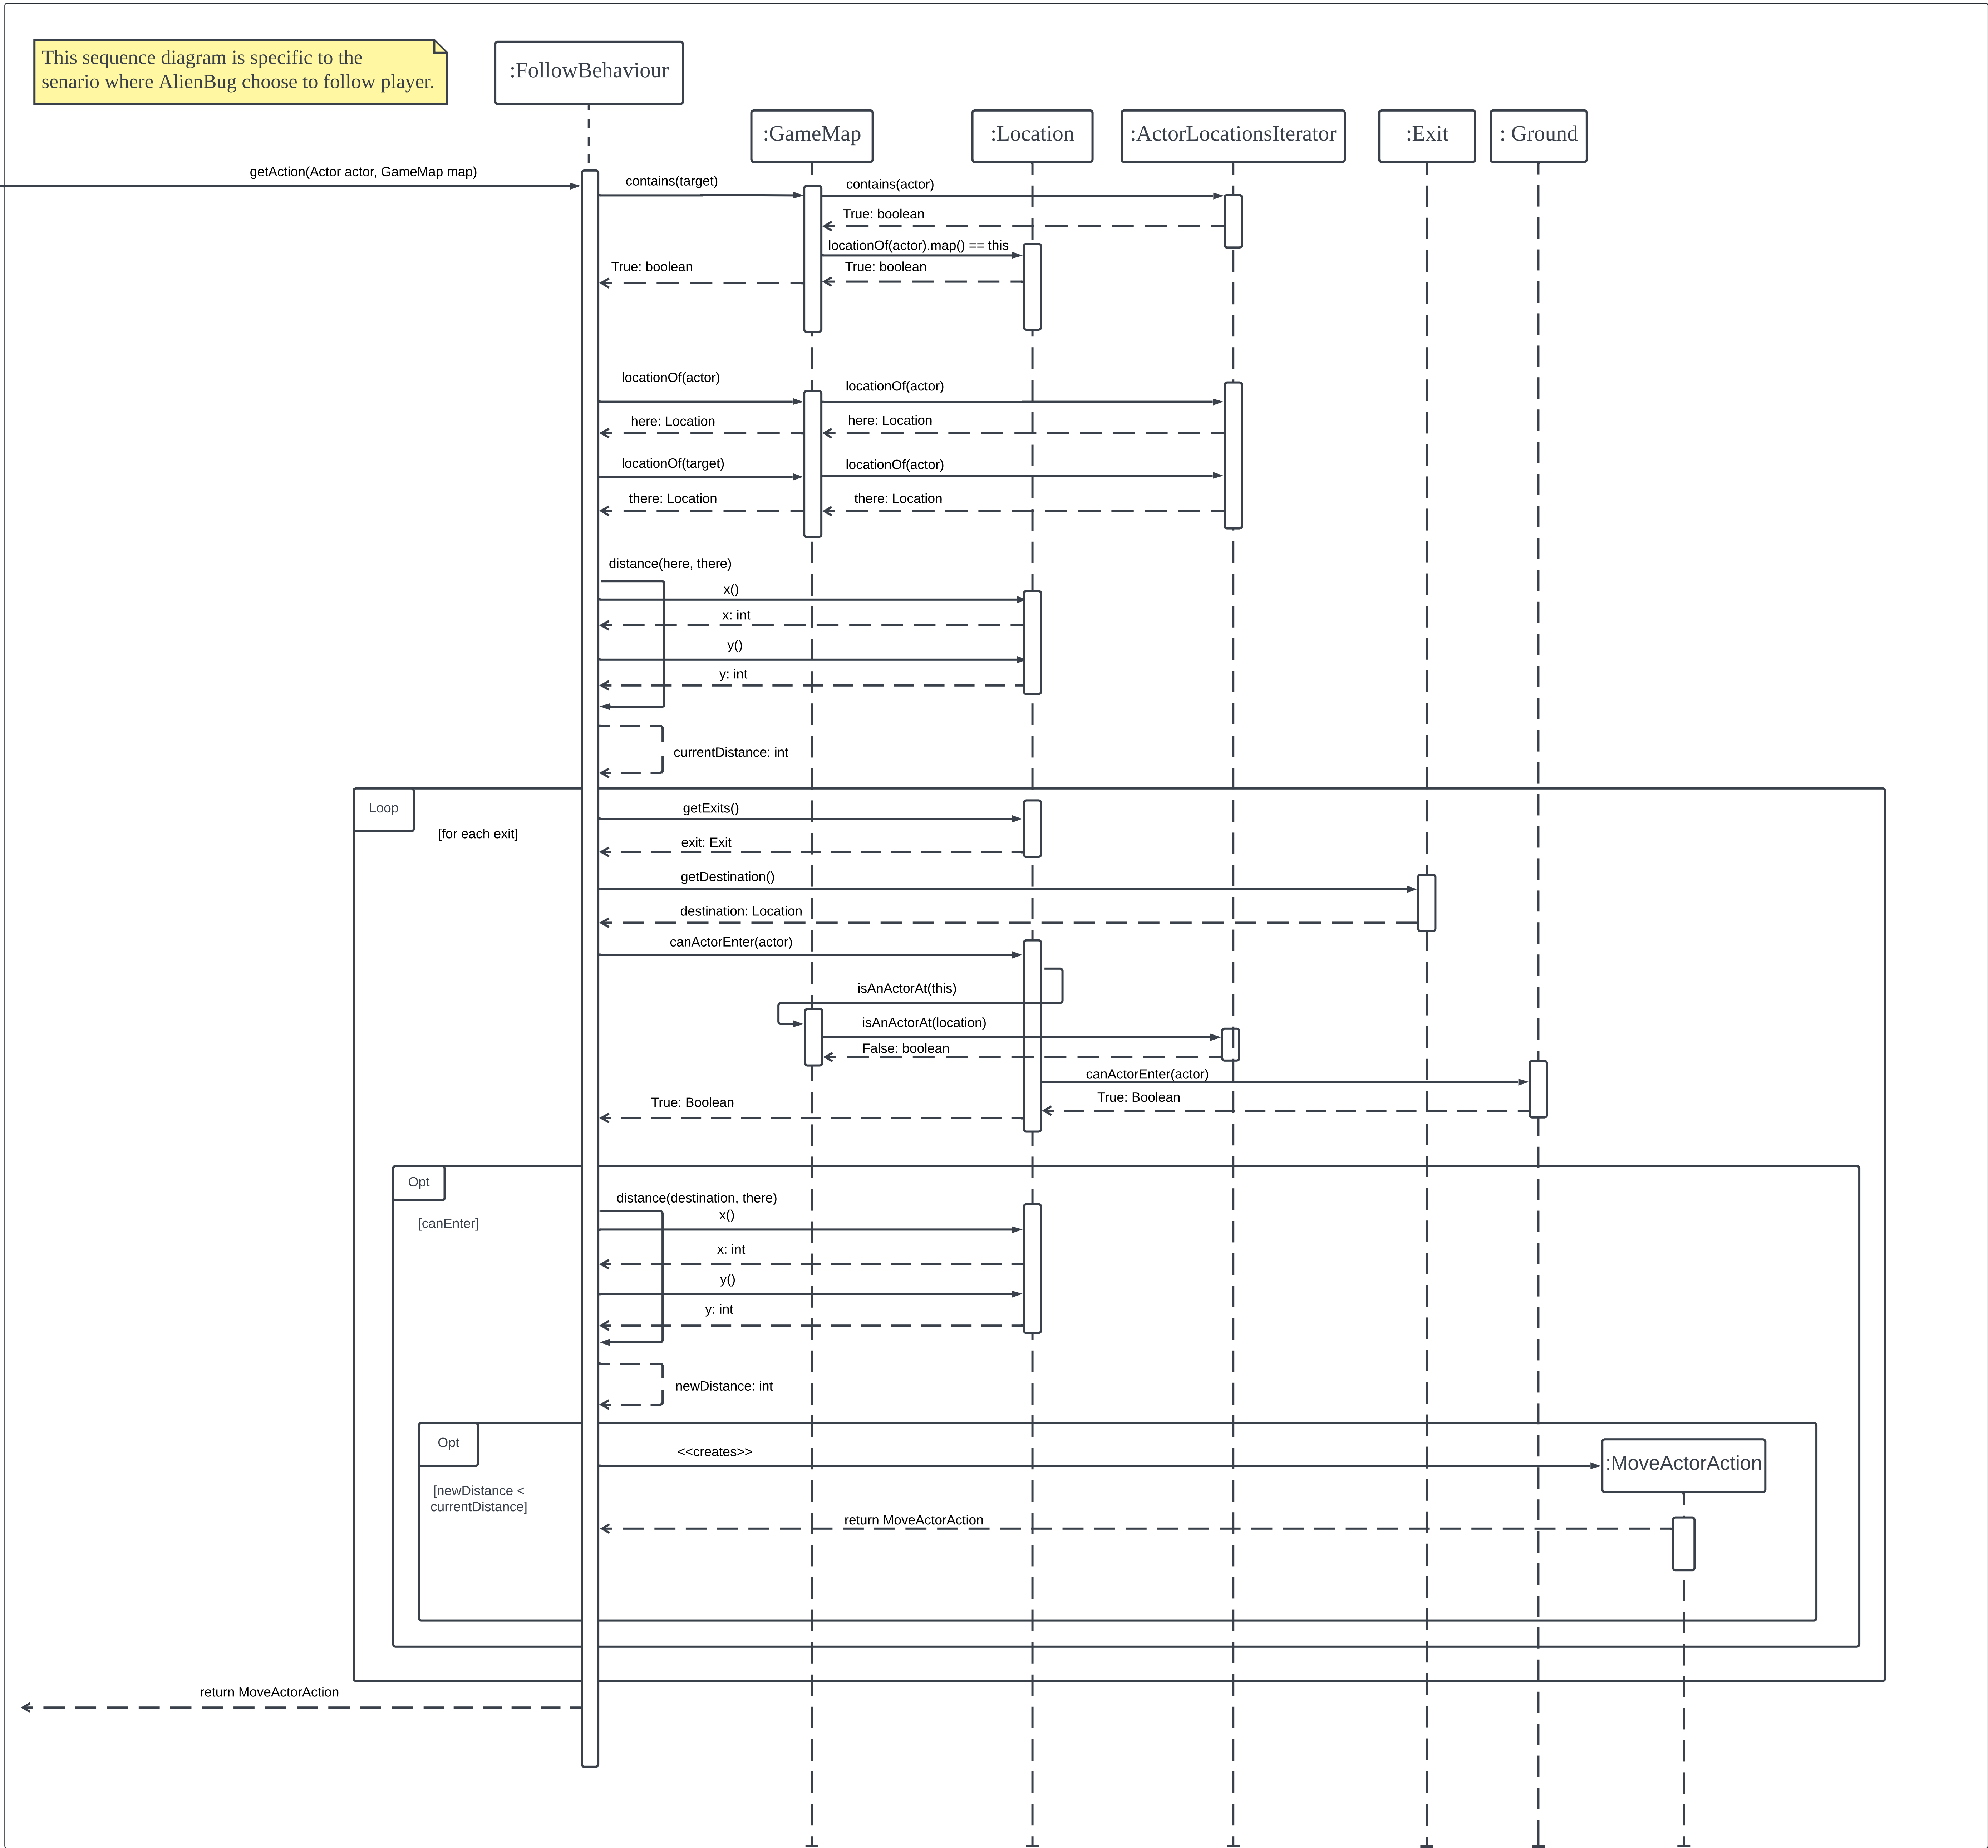 This sequence diagram is specific to the
senario where AlienBug choose to follow player.
:FollowBehaviour
:GameMap
:Location
:ActorLocationsIterator
:Exit
: Ground
getAction(Actor actor, GameMap map)
contains(target)
contains(actor)
True: boolean
locationOf(actor).map() == this
True: boolean
True: boolean
locationOf(actor)
locationOf(actor)
here: Location
here: Location
locationOf(target)
locationOf(actor)
there: Location
there: Location
distance(here, there)
x()
x: int
y()
y: int
currentDistance: int
Loop
[for each exit]
getExits()
exit: Exit
getDestination()
destination: Location
canActorEnter(actor)
isAnActorAt(this)
isAnActorAt(location)
False: boolean
canActorEnter(actor)
True: Boolean
True: Boolean
Opt
[canEnter]
distance(destination, there)
x()
x: int
y()
y: int
newDistance: int
Opt
[newDistance <
currentDistance]
<<creates>>
:MoveActorAction
return MoveActorAction
return MoveActorAction